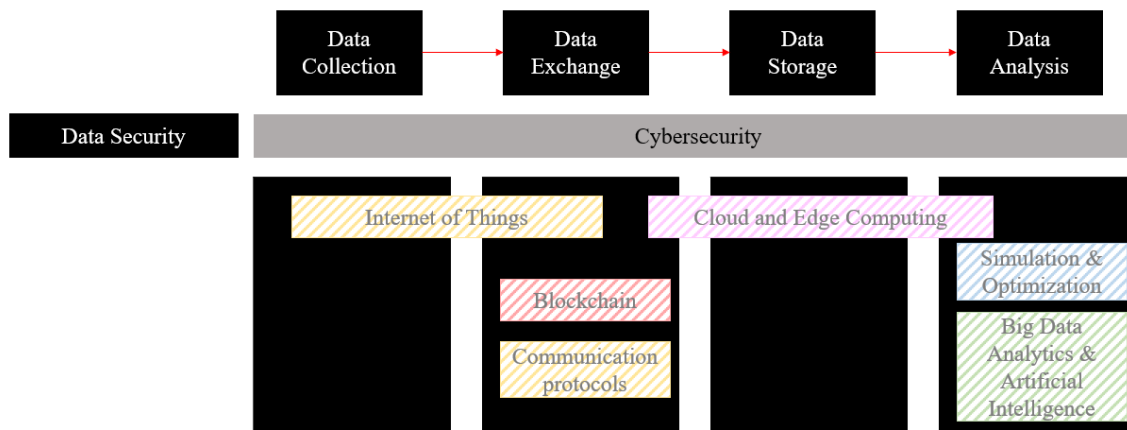 Data
Collection
Data
Exchange
Data
Storage
Data
Analysis
Data Security
Cybersecurity
Internet of Things
Cloud and Edge Computing
Simulation &
Optimization
Blockchain
Big Data
Analytics &
Artificial
Intelligence
Communication
protocols